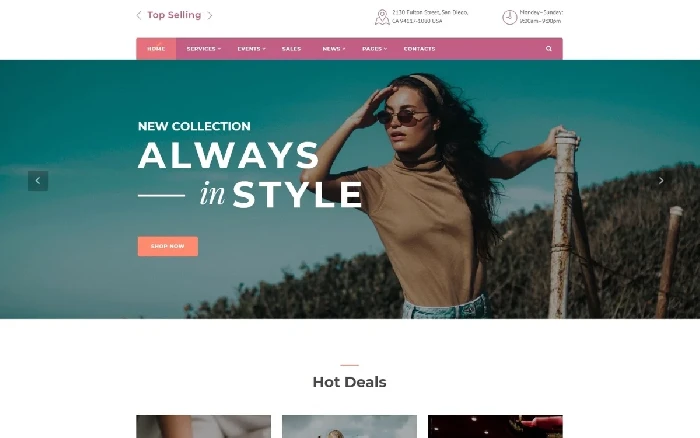 Top Selling
2130 Fulton Street, San Diego,
CA 94117-1080 USA
Monday–Sunday:
9:00am - 9:00pm
HOME
SERVICES
EVENTS
SALES
NEWS
PAGES
CONTACTS
NEW COLLECTION
ALWAYS
in STYLE
SHOP NOW
Hot Deals